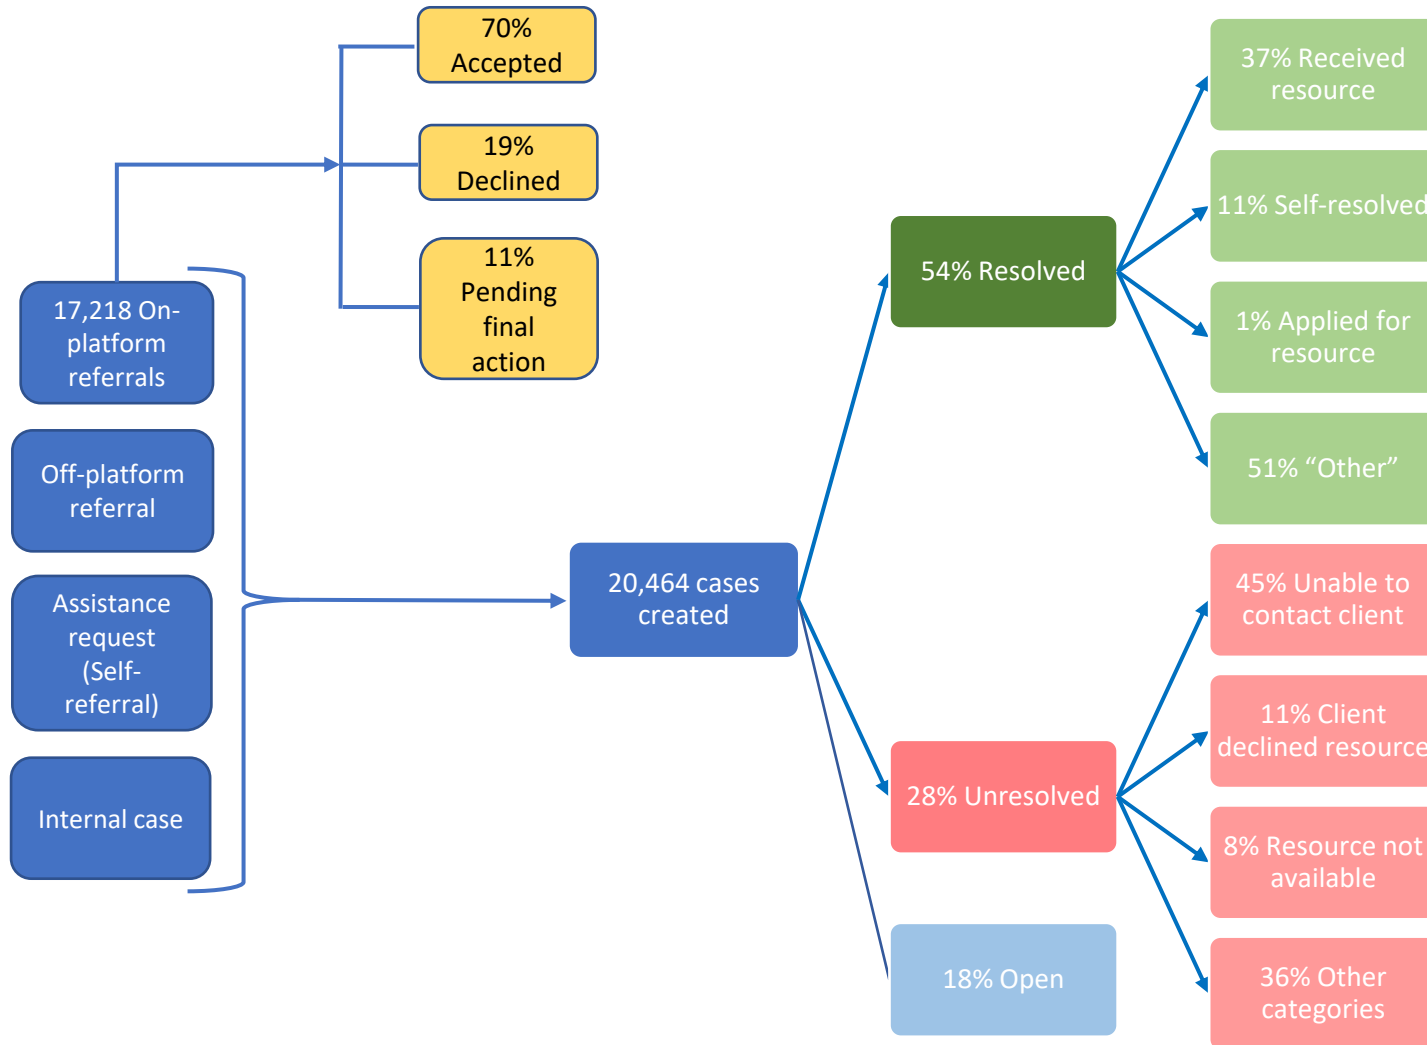 70%
Accepted
19%
Declined
11%
Pending
final
action
17,218 On-
platform
referrals
Off-platform
referral
Assistance
request
(Self-
referral)
Internal case
20,464 cases
created
54% Resolved
28% Unresolved
18% Open
37% Received
resource
11% Self-resolved
1% Applied for
resource
51% “Other”
45% Unable to
contact client
11% Client
declined resource
8% Resource not
available
36% Other
categories